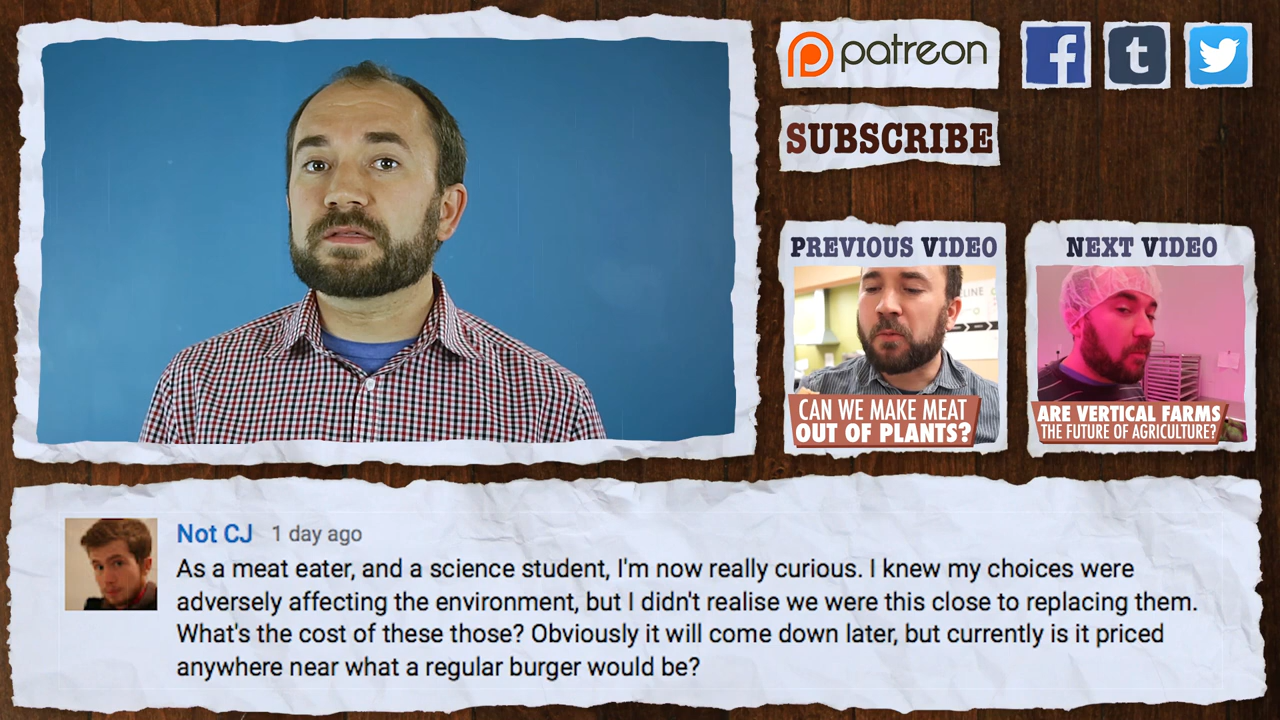 patreon
f
t
SUBSCRIBE
PREVIOUS VIDEO
CAN WE MAKE MEAT
OUT OF PLANTS?
NEXT VIDEO
ARE VERTICAL FARMS
THE FUTURE OF AGRICULTURE?
Not CJ 1 day ago
As a meat eater, and a science student, I'm now really curious. I knew my choices were
adversely affecting the environment, but I didn't realise we were this close to replacing them.
What's the cost of these those? Obviously it will come down later, but currently is it priced
anywhere near what a regular burger would be?